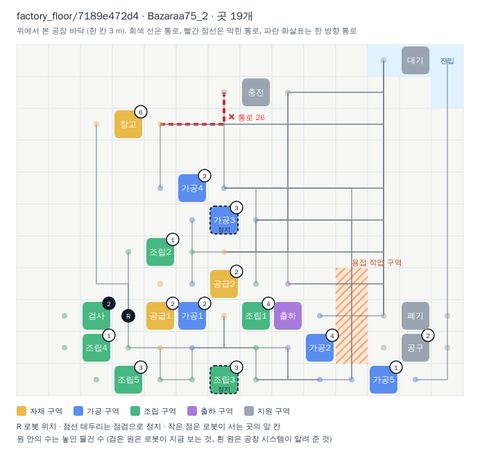 factory_floor/7189e472d4 · Bazaraa75_2 · 곳 19개
위에서 본 공장 바닥 (한 칸 3 m). 회색 선은 통로, 빨간 점선은 막힌 통로, 파란 화살표는 한 방향 통로
대기
진입
충전
✕ 통로 26
창고
6
가공4
2
가공3
3
정지
조립2
1
용접 작업 구역
공급2
2
검사
2
R
공급1
2
가공1
2
조립1
4
출하
폐기
조립4
1
가공2
4
공구
2
조립5
3
조립3
3
정지
가공5
1
자재 구역
가공 구역
조립 구역
출하 구역
지원 구역
R 로봇 위치 · 점선 테두리는 점검으로 정지 · 작은 점은 로봇이 서는 곳의 앞 칸
원 안의 수는 놓인 물건 수 (검은 원은 로봇이 지금 보는 것, 흰 원은 공장 시스템이 알려 준 것)